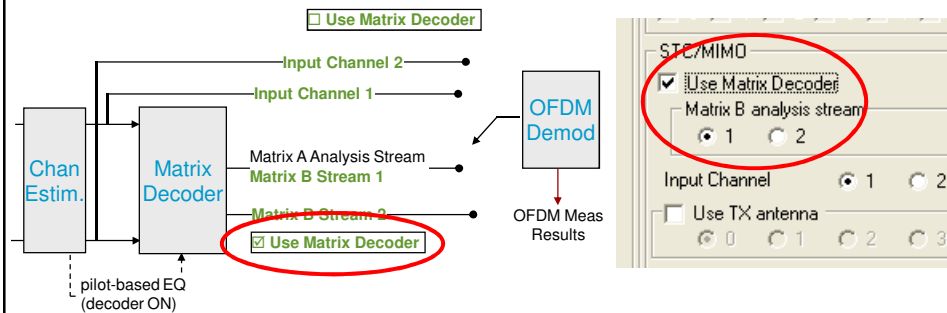 ☐ Use Matrix Decoder
Input Channel 2
Input Channel 1
Chan
Estim.
Matrix
Decoder
Matrix A Analysis Stream
Matrix B Stream 1
Matrix B Stream 2
☑ Use Matrix Decoder
OFDM
Demod
OFDM Meas
Results
pilot-based EQ
(decoder ON)
STC/MIMO
Use Matrix Decoder
Matrix B analysis stream
1 2
Input Channel 1 2
Use TX antenna
0 1 2 3